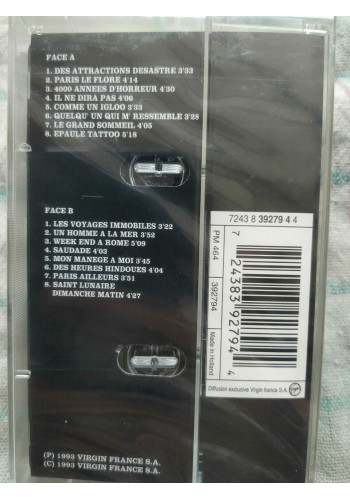 FACE A
1. DES ATTRACTIONS DESASTRE 3'33
2. PARIS LE FLORE 4'14
3. 4000 ANNEES D'HORREUR 4'30
4. IL NE DIRA PAS 4'06
5. COMME UN IGLOO 3'33
6. QUELQU' UN QUI M' RESSEMBLE 3'28
7. LE GRAND SOMMEIL 4'05
8. EPAULE TATTOO 5'18
FACE B
1. LES VOYAGES IMMOBILES 3'22
2. UN HOMME A LA MER 3'52
3. WEEK END A ROME 5'09
4. SAUDADE 4'03
5. MON MANEGE A MOI 3'45
6. DES HEURES HINDOUES 4'04
7. PARIS AILLEURS 3'51
8. SAINT LUNAIRE
DIMANCHE MATIN 4'27
(P) 1993 VIRGIN FRANCE S.A.
(C) 1993 VIRGIN FRANCE S.A.
7243 8 39279 4 4
PM 464
392794
Made in Holland
7 24383 92794 4
Diffusion exclusive Virgin france S.A.